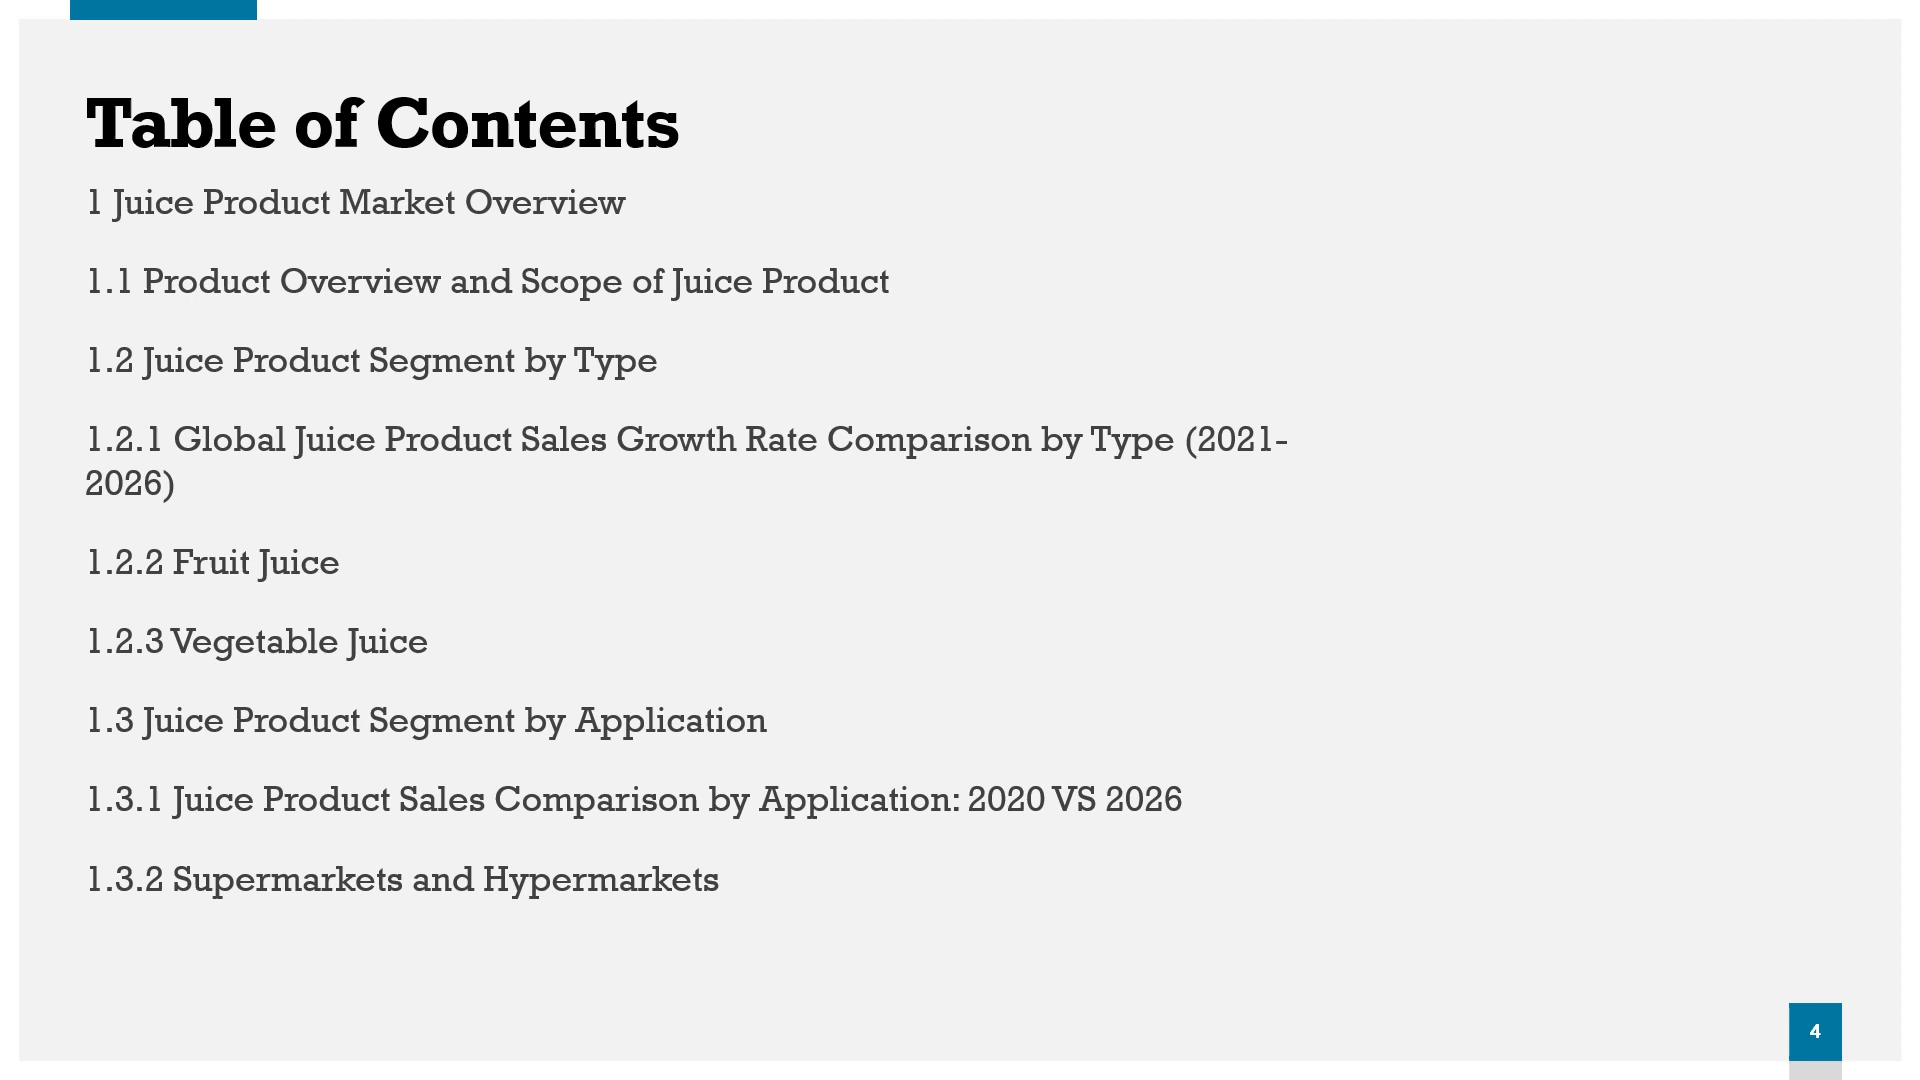 Table of Contents
1 Juice Product Market Overview
1.1 Product Overview and Scope of Juice Product
1.2 Juice Product Segment by Type
1.2.1 Global Juice Product Sales Growth Rate Comparison by Type (2021-
2026)
1.2.2 Fruit Juice
1.2.3 Vegetable Juice
1.3 Juice Product Segment by Application
1.3.1 Juice Product Sales Comparison by Application: 2020 VS 2026
1.3.2 Supermarkets and Hypermarkets
4